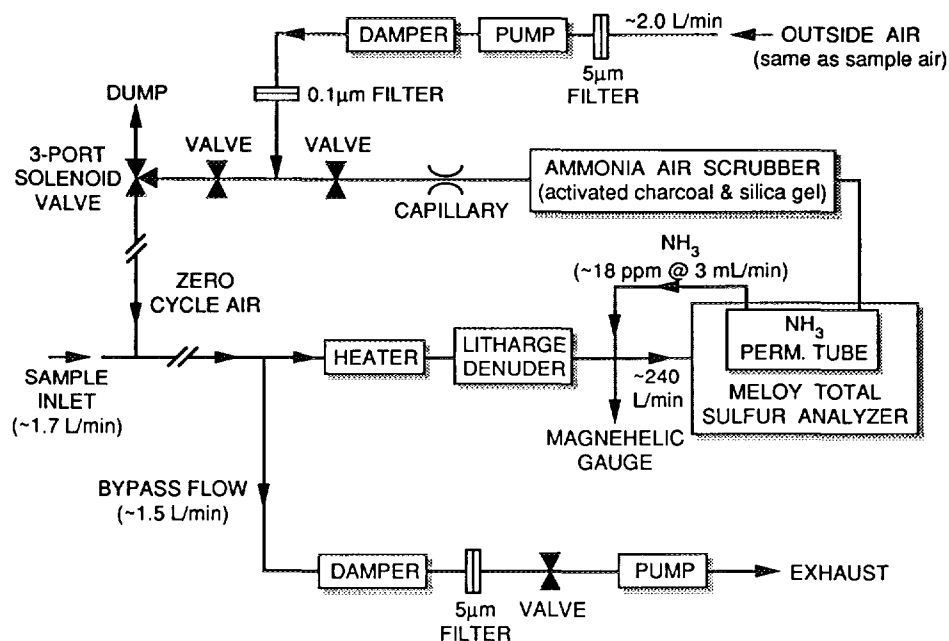 ~2.0 L/min
DAMPER
PUMP
OUTSIDE AIR
(same as sample air)
5µm
FILTER
DUMP
0.1µm FILTER
3-PORT
SOLENOID
VALVE
VALVE
VALVE
CAPILLARY
AMMONIA AIR SCRUBBER
(activated charcoal & silica gel)
NH3
(~18 ppm @ 3 mL/min)
ZERO
CYCLE AIR
NH3
PERM. TUBE
SAMPLE
INLET
(~1.7 L/min)
HEATER
LITHARGE
DENUDER
~240
L/min
MELOY TOTAL
SULFUR ANALYZER
MAGNEHELIC
GAUGE
BYPASS FLOW
(~1.5 L/min)
DAMPER
5µm
FILTER
VALVE
PUMP
EXHAUST